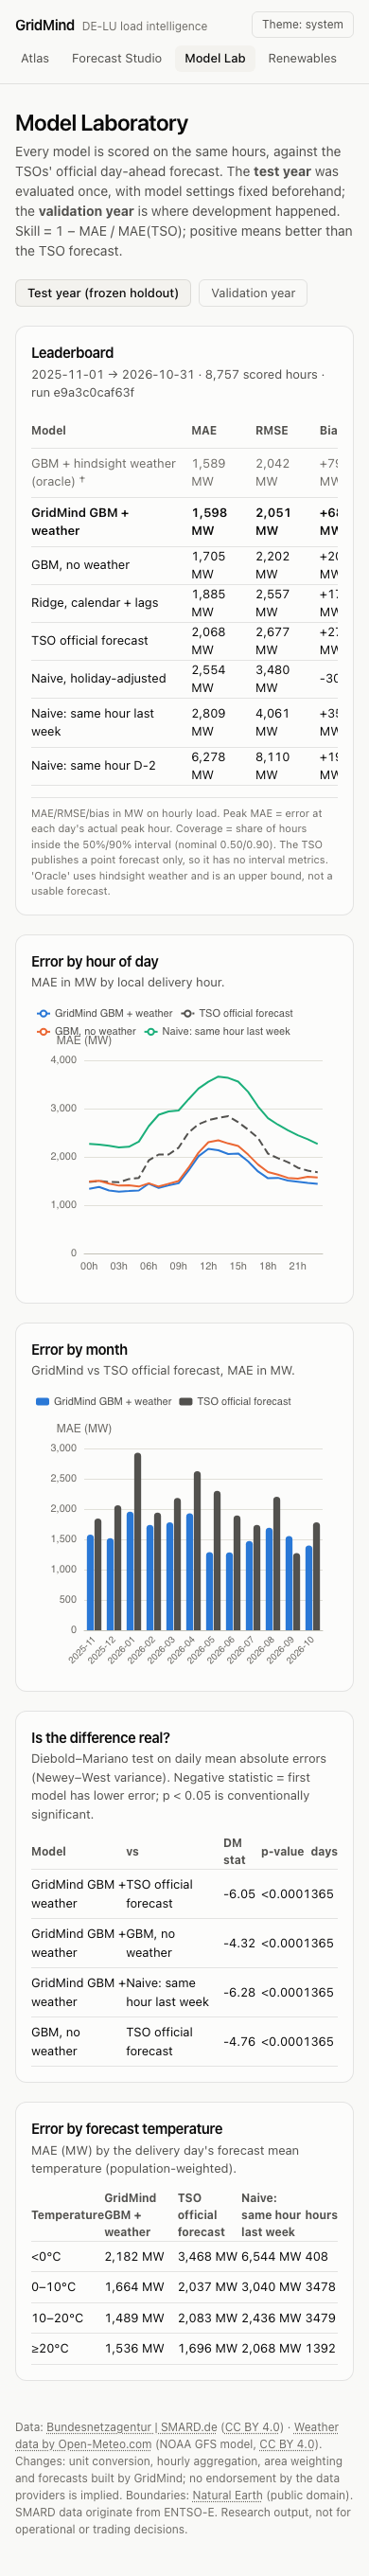 GridMind DE-LU load intelligence
Theme: system
Atlas Forecast Studio Model Lab Renewables
Model Laboratory
Every model is scored on the same hours, against the
TSOs' official day-ahead forecast. The test year was
evaluated once, with model settings fixed beforehand;
the validation year is where development happened.
Skill = 1 − MAE / MAE(TSO); positive means better than
the TSO forecast.
Test year (frozen holdout) Validation year
Leaderboard
2025-11-01 → 2026-10-31 · 8,757 scored hours ·
run e9a3c0caf63f
Model MAE RMSE Bia
GBM + hindsight weather (oracle) † 1,589 MW 2,042 MW
GridMind GBM + weather 1,598 MW 2,051 MW
GBM, no weather 1,705 MW 2,202 MW
Ridge, calendar + lags 1,885 MW 2,557 MW
TSO official forecast 2,068 MW 2,677 MW
Naive, holiday-adjusted 2,554 MW 3,480 MW
Naive: same hour last week 2,809 MW 4,061 MW
Naive: same hour D-2 6,278 MW 8,110 MW
MAE/RMSE/bias in MW on hourly load. Peak MAE = error at
each day's actual peak hour. Coverage = share of hours
inside the 50%/90% interval (nominal 0.50/0.90). The TSO
publishes a point forecast only, so it has no interval metrics.
'Oracle' uses hindsight weather and is an upper bound, not a
usable forecast.
Error by hour of day
MAE in MW by local delivery hour.
GridMind GBM + weather TSO official forecast
GBM, no weather Naive: same hour last week
MAE (MW)
4,000
3,000
2,000
1,000
0
00h 03h 06h 09h 12h 15h 18h 21h
Error by month
GridMind vs TSO official forecast, MAE in MW.
GridMind GBM + weather TSO official forecast
MAE (MW)
3,000
2,500
2,000
1,500
1,000
500
0
2025-11 2025-12 2026-01 2026-02 2026-03 2026-04 2026-05 2026-06 2026-07 2026-08 2026-09 2026-10
Is the difference real?
Diebold–Mariano test on daily mean absolute errors
(Newey–West variance). Negative statistic = first
model has lower error; p < 0.05 is conventionally
significant.
Model vs DM stat p-value days
GridMind GBM + weather TSO official forecast -6.05 <0.0001 365
GridMind GBM + weather GBM, no weather -4.32 <0.0001 365
GridMind GBM + weather Naive: same hour last week -6.28 <0.0001 365
GBM, no weather TSO official forecast -4.76 <0.0001 365
Error by forecast temperature
MAE (MW) by the delivery day's forecast mean
temperature (population-weighted).
Temperature GridMind GBM + weather TSO official forecast Naive: same hour last week hours
<0°C 2,182 MW 3,468 MW 6,544 MW 408
0–10°C 1,664 MW 2,037 MW 3,040 MW 3478
10–20°C 1,489 MW 2,083 MW 2,436 MW 3479
≥20°C 1,536 MW 1,696 MW 2,068 MW 1392
Data: Bundesnetzagentur | SMARD.de (CC BY 4.0) · Weather
data by Open-Meteo.com (NOAA GFS model, CC BY 4.0).
Changes: unit conversion, hourly aggregation, area weighting
and forecasts built by GridMind; no endorsement by the data
providers is implied. Boundaries: Natural Earth (public domain).
SMARD data originate from ENTSO-E. Research output, not for
operational or trading decisions.